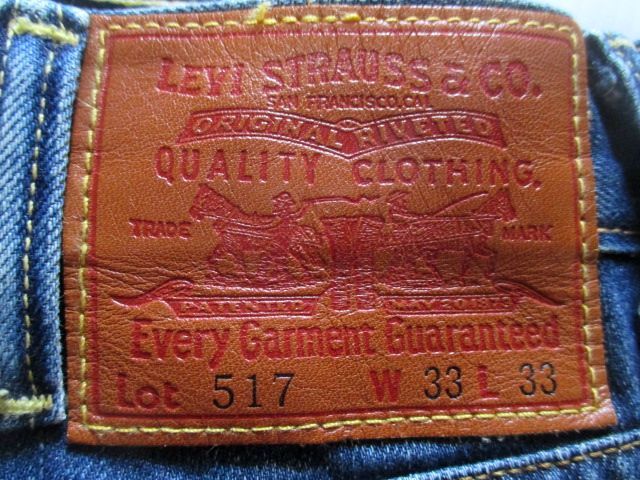 LEVI STRAUSS & CO.
SAN FRANCISCO, CAL.
ORIGINAL RIVETED
QUALITY CLOTHING.
TRADE MARK
PATENTED MAY 20 1873
Every Garment Guaranteed
Lot 517 W 33 L 33